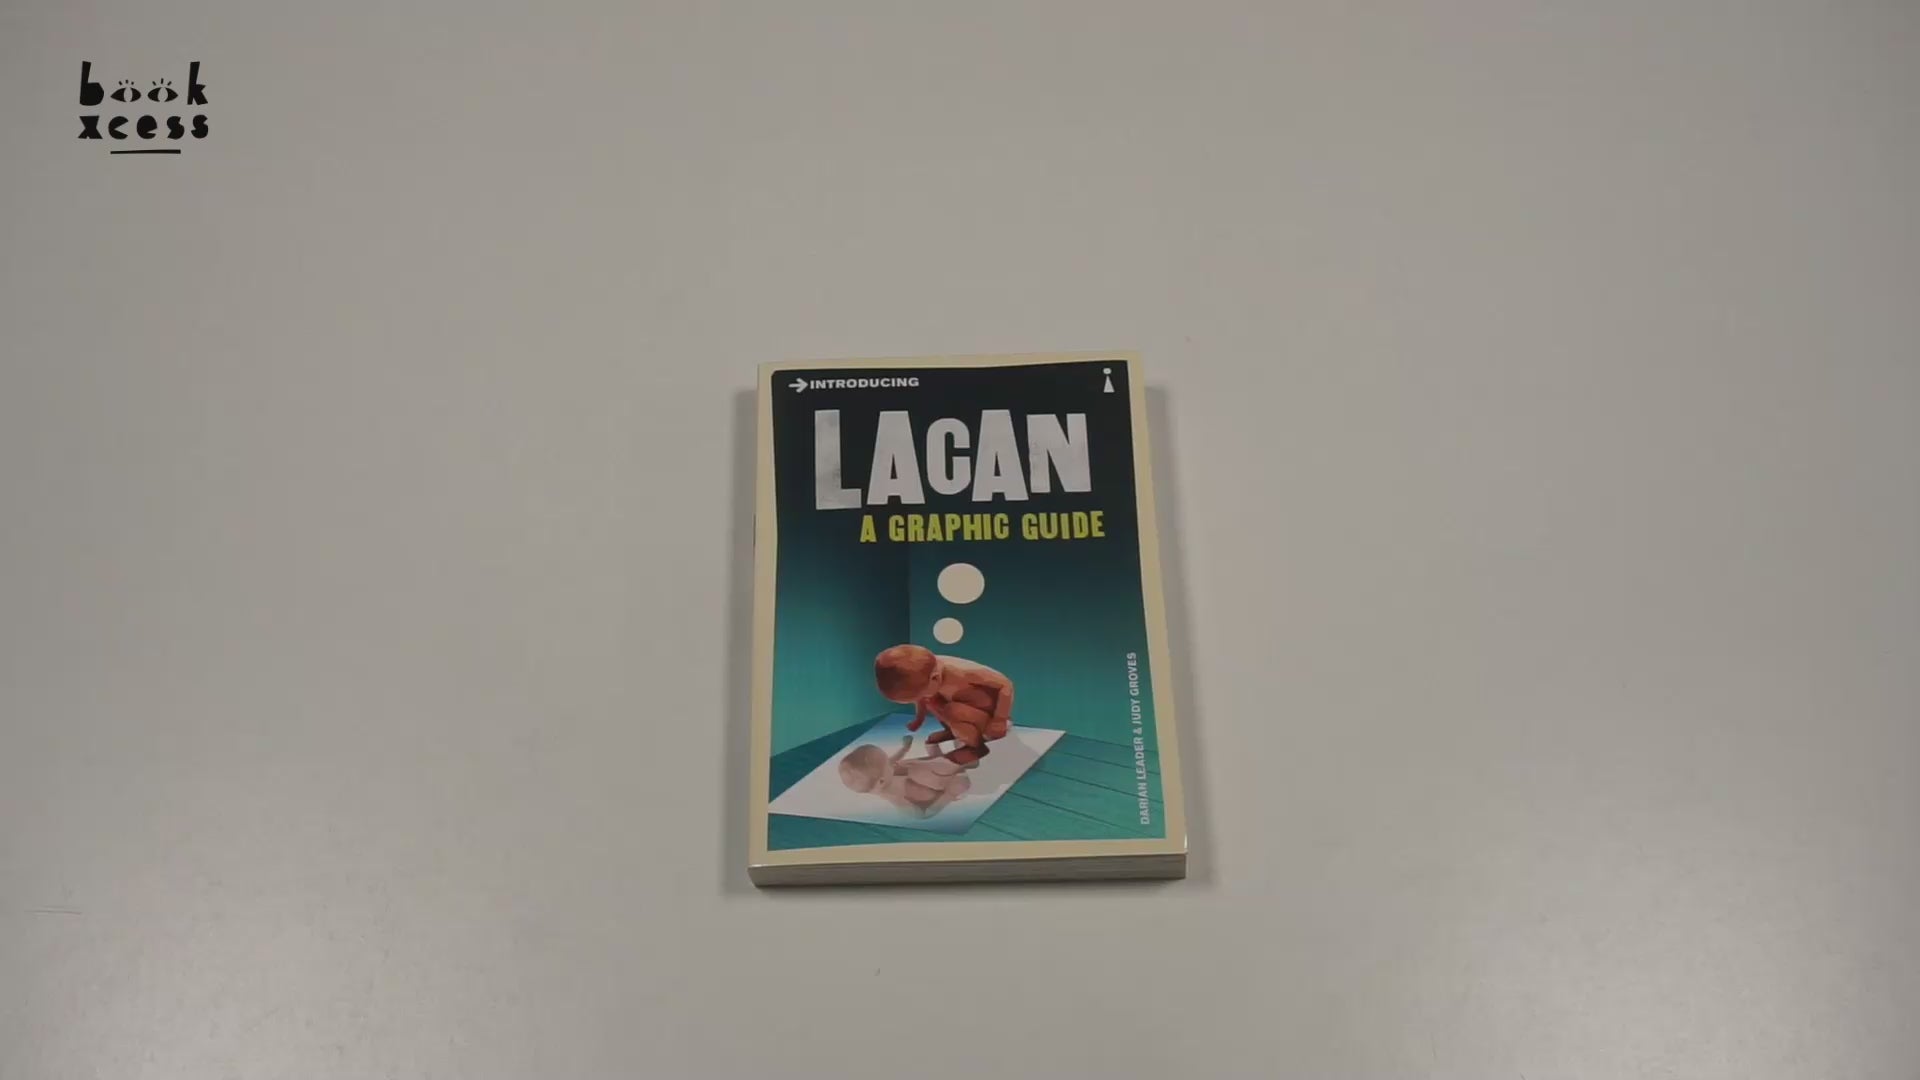 book
xcess
INTRODUCING
LACAN
A GRAPHIC GUIDE
DARIAN LEADER & JUDY GROVES